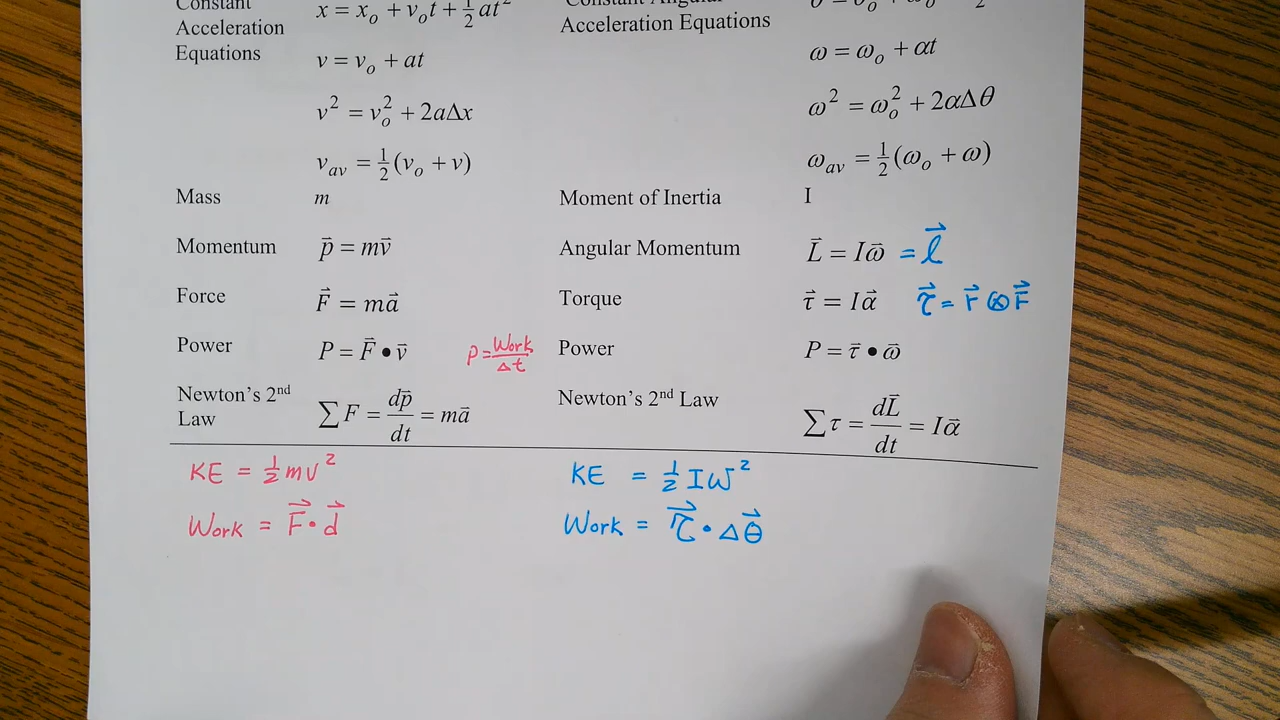 Constant x = x_o + v_o t + ½at² Constant Angular
Acceleration Acceleration Equations
Equations v = v_o + at ω = ω_o + αt
v² = v_o² + 2aΔx ω² = ω_o² + 2αΔθ
v_av = ½(v_o + v) ω_av = ½(ω_o + ω)
Mass m Moment of Inertia I
Momentum p⃗ = mv⃗ Angular Momentum L⃗ = Iω⃗ = l⃗
Force F⃗ = ma⃗ Torque τ⃗ = Iα⃗ τ⃗ = r⃗ ⊗ F⃗
Power P = F⃗ • v⃗ P = Work/Δt Power P = τ⃗ • ω⃗
Newton's 2nd Law ∑F = dp⃗/dt = ma⃗ Newton's 2nd Law ∑τ = dL⃗/dt = Iα⃗
KE = ½mv² KE = ½Iω²
Work = F⃗ · d⃗ Work = τ⃗ · Δθ⃗